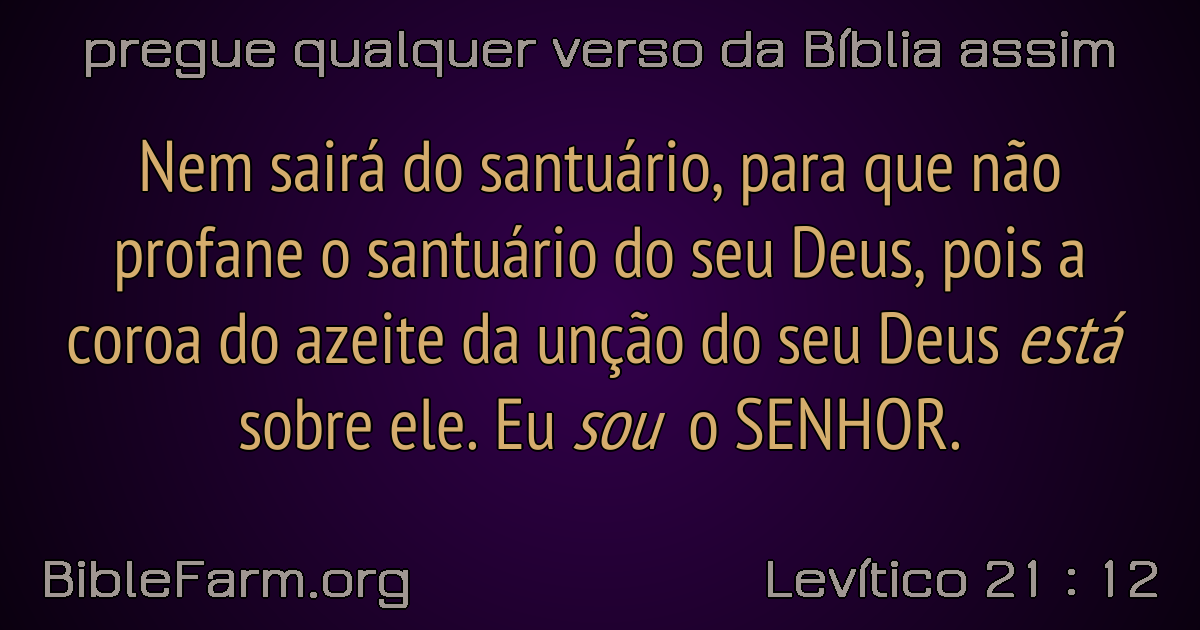 pregue qualquer verso da Bíblia assim
Nem sairá do santuário, para que não
profane o santuário do seu Deus, pois a
coroa do azeite da unção do seu Deus está
sobre ele. Eu sou o SENHOR.
BibleFarm.org
Levítico 21 : 12